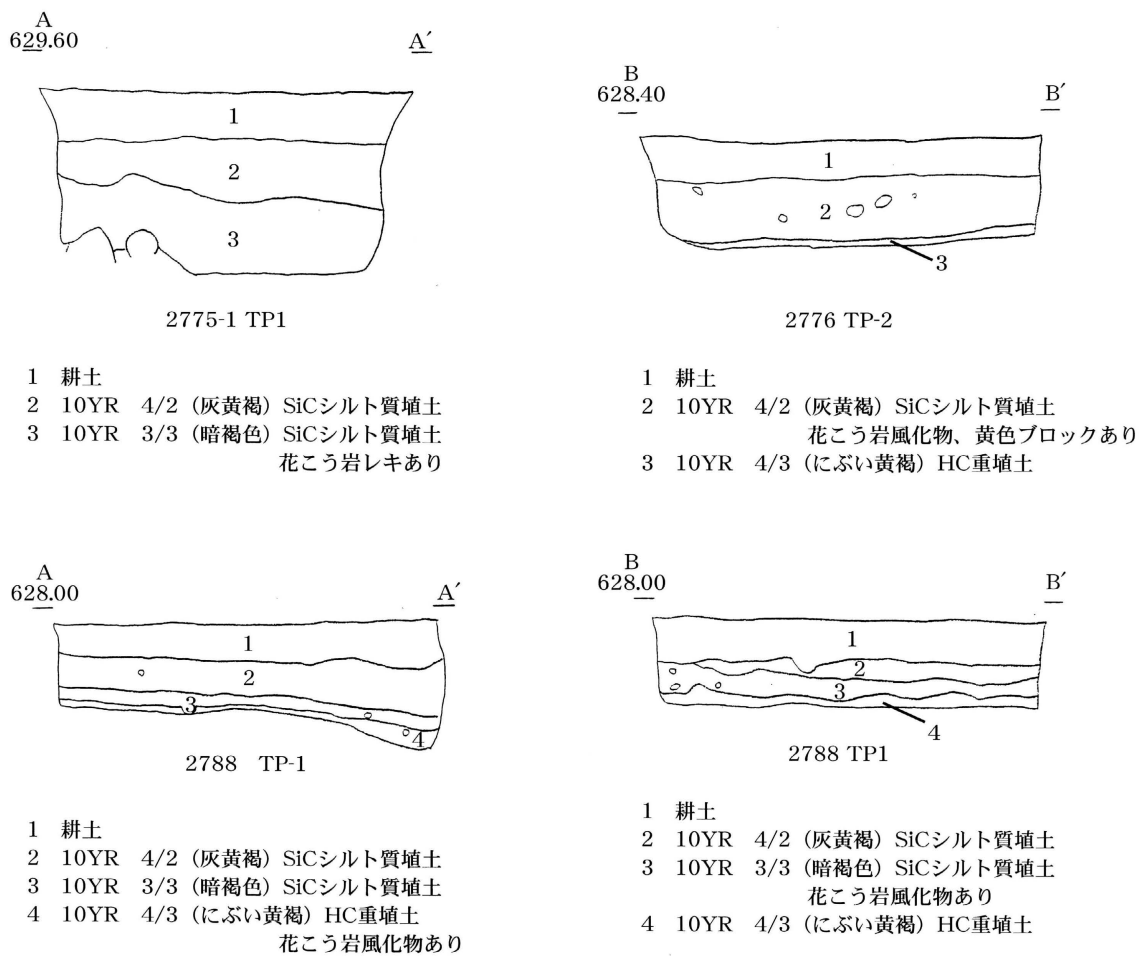 A
629.60
A′
1
2
3
2775-1 TP1
1 耕土
2 10YR 4/2（灰黄褐）SiCシルト質埴土
3 10YR 3/3（暗褐色）SiCシルト質埴土
花こう岩レキあり
B
628.40
B′
1
2
3
2776 TP-2
1 耕土
2 10YR 4/2（灰黄褐）SiCシルト質埴土
花こう岩風化物、黄色ブロックあり
3 10YR 4/3（にぶい黄褐）HC重埴土
A
628.00
A′
1
2
3
4
2788 TP-1
1 耕土
2 10YR 4/2（灰黄褐）SiCシルト質埴土
3 10YR 3/3（暗褐色）SiCシルト質埴土
4 10YR 4/3（にぶい黄褐）HC重埴土
花こう岩風化物あり
B
628.00
B′
1
2
3
4
2788 TP1
1 耕土
2 10YR 4/2（灰黄褐）SiCシルト質埴土
3 10YR 3/3（暗褐色）SiCシルト質埴土
花こう岩風化物あり
4 10YR 4/3（にぶい黄褐）HC重埴土